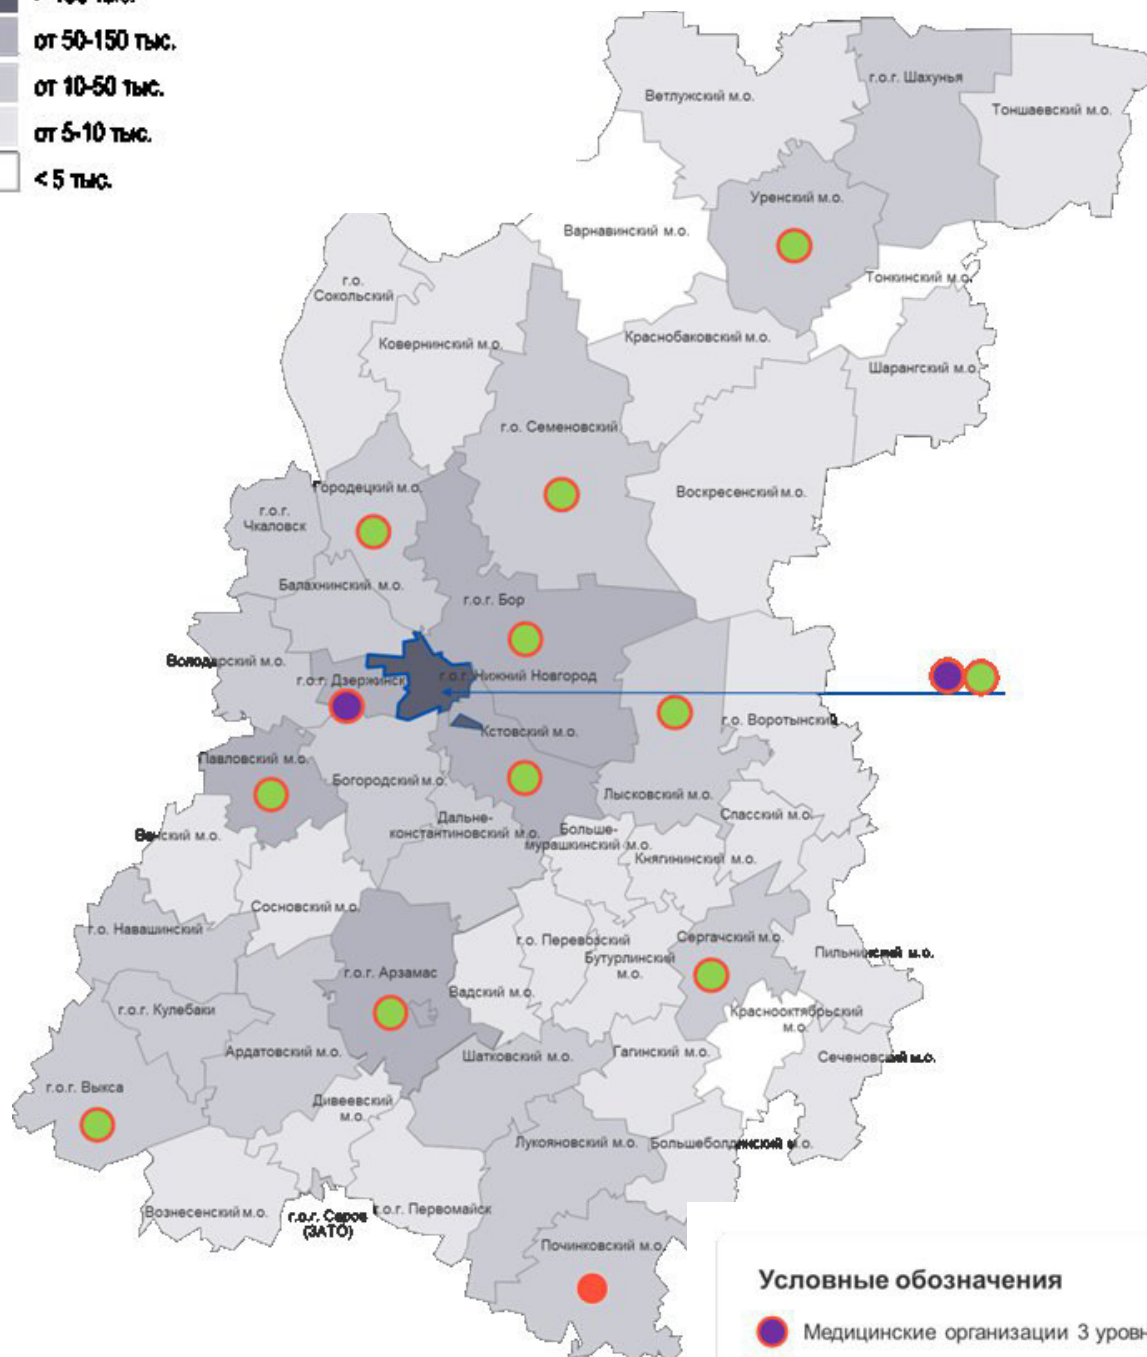 от 50-150 тыс.
от 10-50 тыс.
от 5-10 тыс.
< 5 тыс.
г.о.г. Шахунья
Ветлужский м.о.
Тоншаевский м.о.
Уренский м.о.
Варнавинский м.о.
Тонкинский м.о.
г.о.
Сокольский
Ковернинский м.о.
Краснобаковский м.о.
Шарангский м.о.
г.о. Семеновский
Городецкий м.о.
Воскресенский м.о.
г.о.г.
Чкаловск
Балахнинский м.о.
г.о.г. Бор
Володарский м.о.
г.о.г. Дзержинск
г.о.г. Нижний Новгород
г.о. Воротынский
Кстовский м.о.
Павловский м.о.
Богородский м.о.
Лысковский м.о.
Спасский м.о.
Дальне-
константиновский м.о.
Больше-
мурашкинский м.о.
Вачский м.о.
Княгининский м.о.
Сосновский м.о.
г.о. Навашинский
г.о. Перевозский
Сергачский м.о.
Бутурлинский
м.о.
Пильнинский м.о.
г.о.г. Арзамас
Вадский м.о.
г.о.г. Кулебаки
Краснооктябрьский
м.о.
Ардатовский м.о.
Шатковский м.о.
Гагинский м.о.
Сеченовский м.о.
г.о.г. Выкса
Дивеевский
м.о.
Лукояновский м.о.
Большеболдинский м.о.
Вознесенский м.о.
г.о.г. Саров
(ЗАТО)
г.о.г. Первомайск
Починковский м.о.
Условные обозначения
Медицинские организации 3 уровн